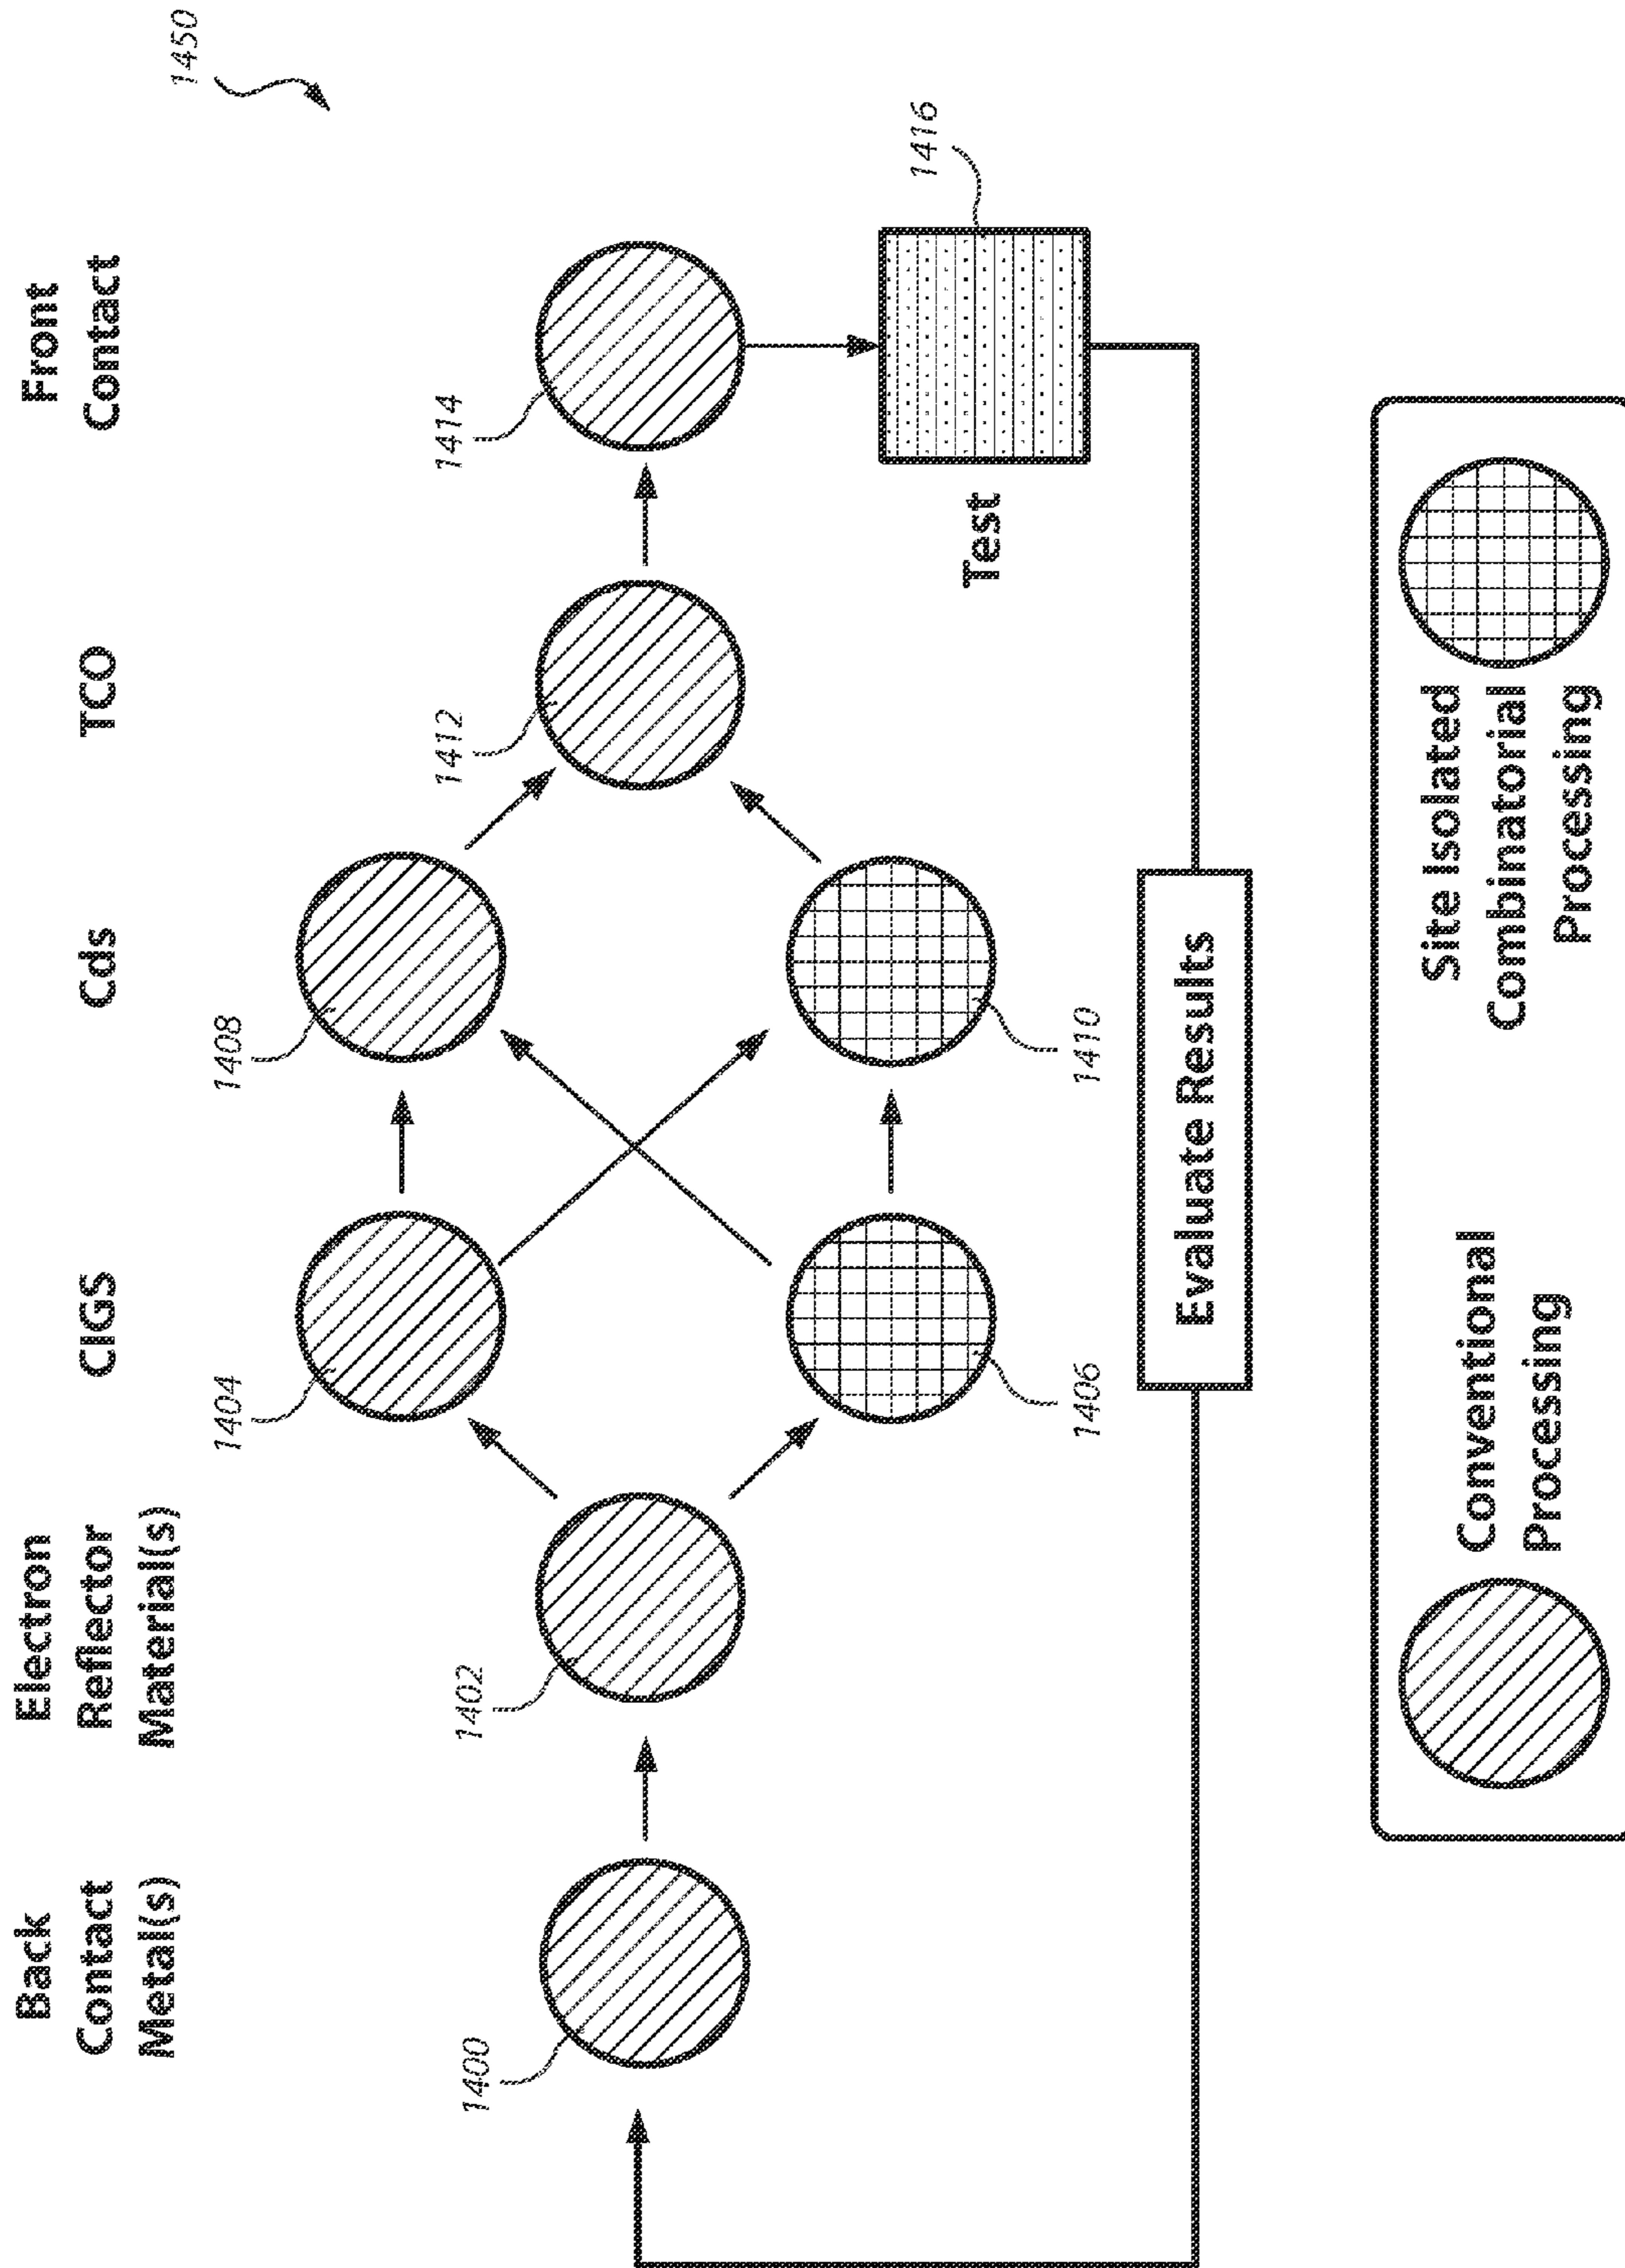 Back
Contact
Metal(s)
Electron
Reflector
Material(s)
CIGS
Cds
TCO
Front
Contact
1450
1404
1408
1400
1402
1412
1414
1406
1410
1416
Test
Evaluate Results
Conventional
Processing
Site Isolated
Combinatorial
Processing